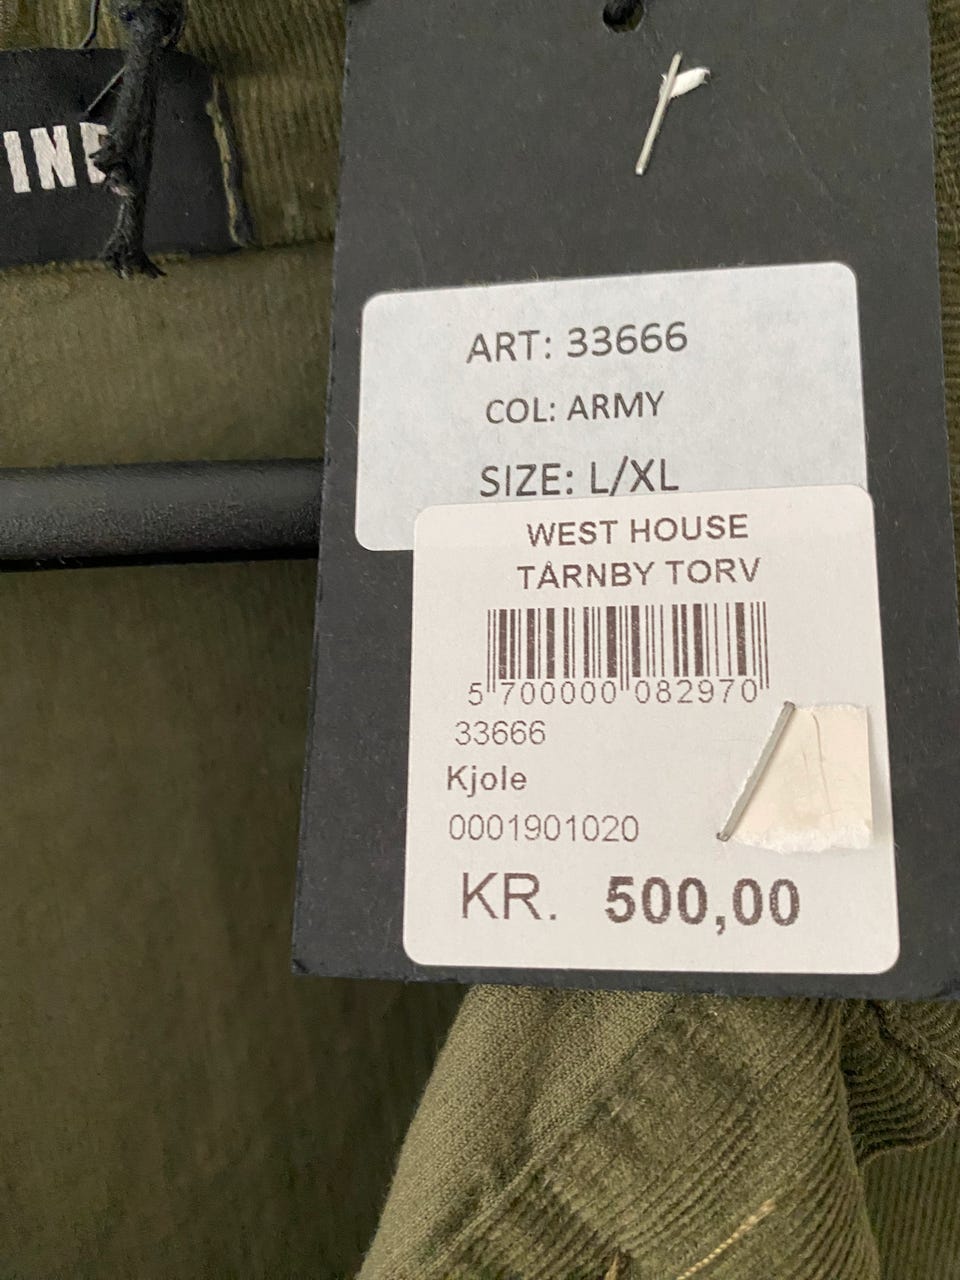 ART: 33666
COL: ARMY
SIZE: L/XL
WEST HOUSE
TÅRNBY TORV
5 700000 082970
33666
Kjole
0001901020
KR. 500,00